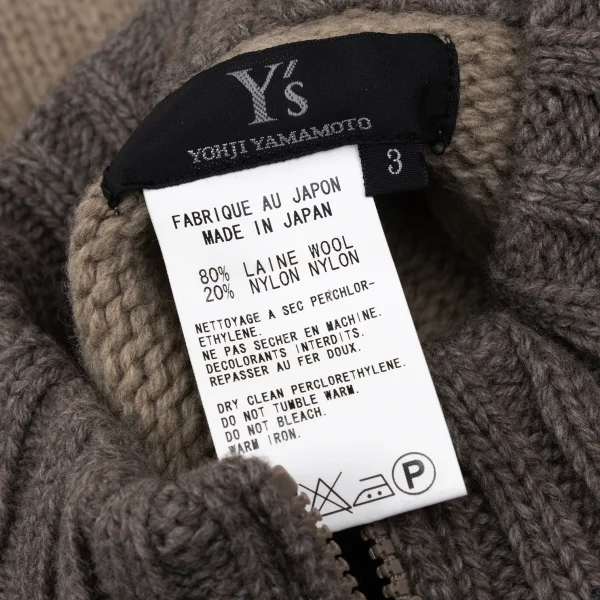 Y's
YOHJI YAMAMOTO
3
FABRIQUE AU JAPON
MADE IN JAPAN
80% LAINE WOOL
20% NYLON NYLON
NETTOYAGE A SEC PERCHLOR-
ETHYLENE.
NE PAS SECHER EN MACHINE.
DECOLORANTS INTERDITS.
REPASSER AU FER DOUX.
DRY CLEAN PERCLORETHYLENE.
DO NOT TUMBLE WARM.
DO NOT BLEACH.
WARM IRON.
P